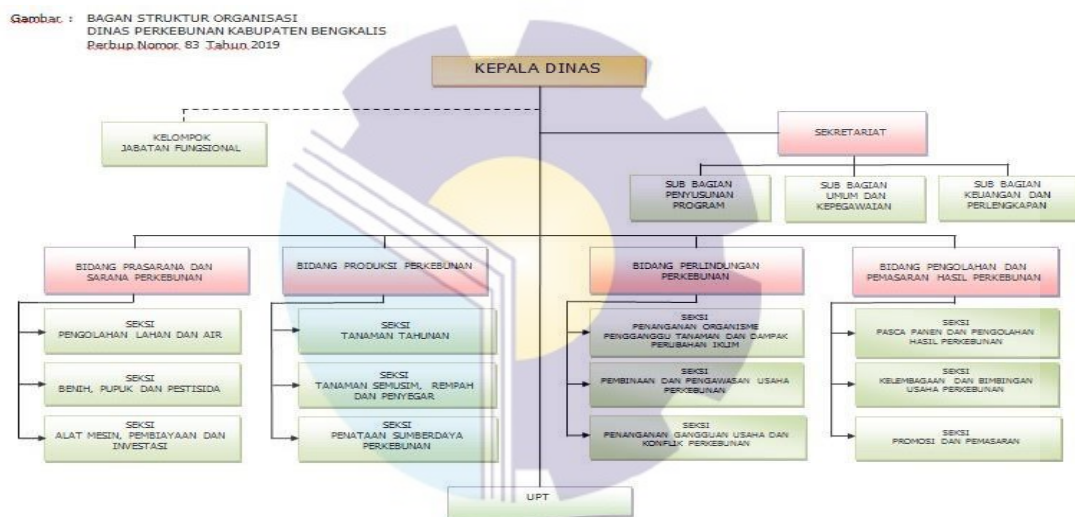 Gambar : BAGAN STRUKTUR ORGANISASI
DINAS PERKEBUNAN KABUPATEN BENGKALIS
Perbup Nomor 83 Tahun 2019
KEPALA DINAS
KELOMPOK
JABATAN FUNGSIONAL
SEKRETARIAT
SUB BAGIAN
PENYUSUNAN
PROGRAM
SUB BAGIAN
UMUM DAN
KEPEGAWAIAN
SUB BAGIAN
KEUANGAN DAN
PERLENGKAPAN
BIDANG PRASARANA DAN
SARANA PERKEBUNAN
SEKSI
PENGOLAHAN LAHAN DAN AIR
SEKSI
BENIH, PUPUK DAN PESTISIDA
SEKSI
ALAT MESIN, PEMBIAYAAN DAN
INVESTASI
BIDANG PRODUKSI PERKEBUNAN
SEKSI
TANAMAN TAHUNAN
SEKSI
TANAMAN SEMUSIM, REMPAH
DAN PENYEGAR
SEKSI
PENATAAN SUMBERDAYA
PERKEBUNAN
BIDANG PERLINDUNGAN
PERKEBUNAN
SEKSI
PENANGANAN ORGANISME
PENGGANGGU TANAMAN DAN DAMPAK
PERUBAHAN IKLIM
SEKSI
PEMBINAAN DAN PENGAWASAN USAHA
PERKEBUNAN
SEKSI
PENANGANAN GANGGUAN USAHA DAN
KONFLIK PERKEBUNAN
BIDANG PENGOLAHAN DAN
PEMASARAN HASIL PERKEBUNAN
SEKSI
PASCA PANEN DAN PENGOLAHAN
HASIL PERKEBUNAN
SEKSI
KELEMBAGAAN DAN BIMBINGAN
USAHA PERKEBUNAN
SEKSI
PROMOSI DAN PEMASARAN
UPT